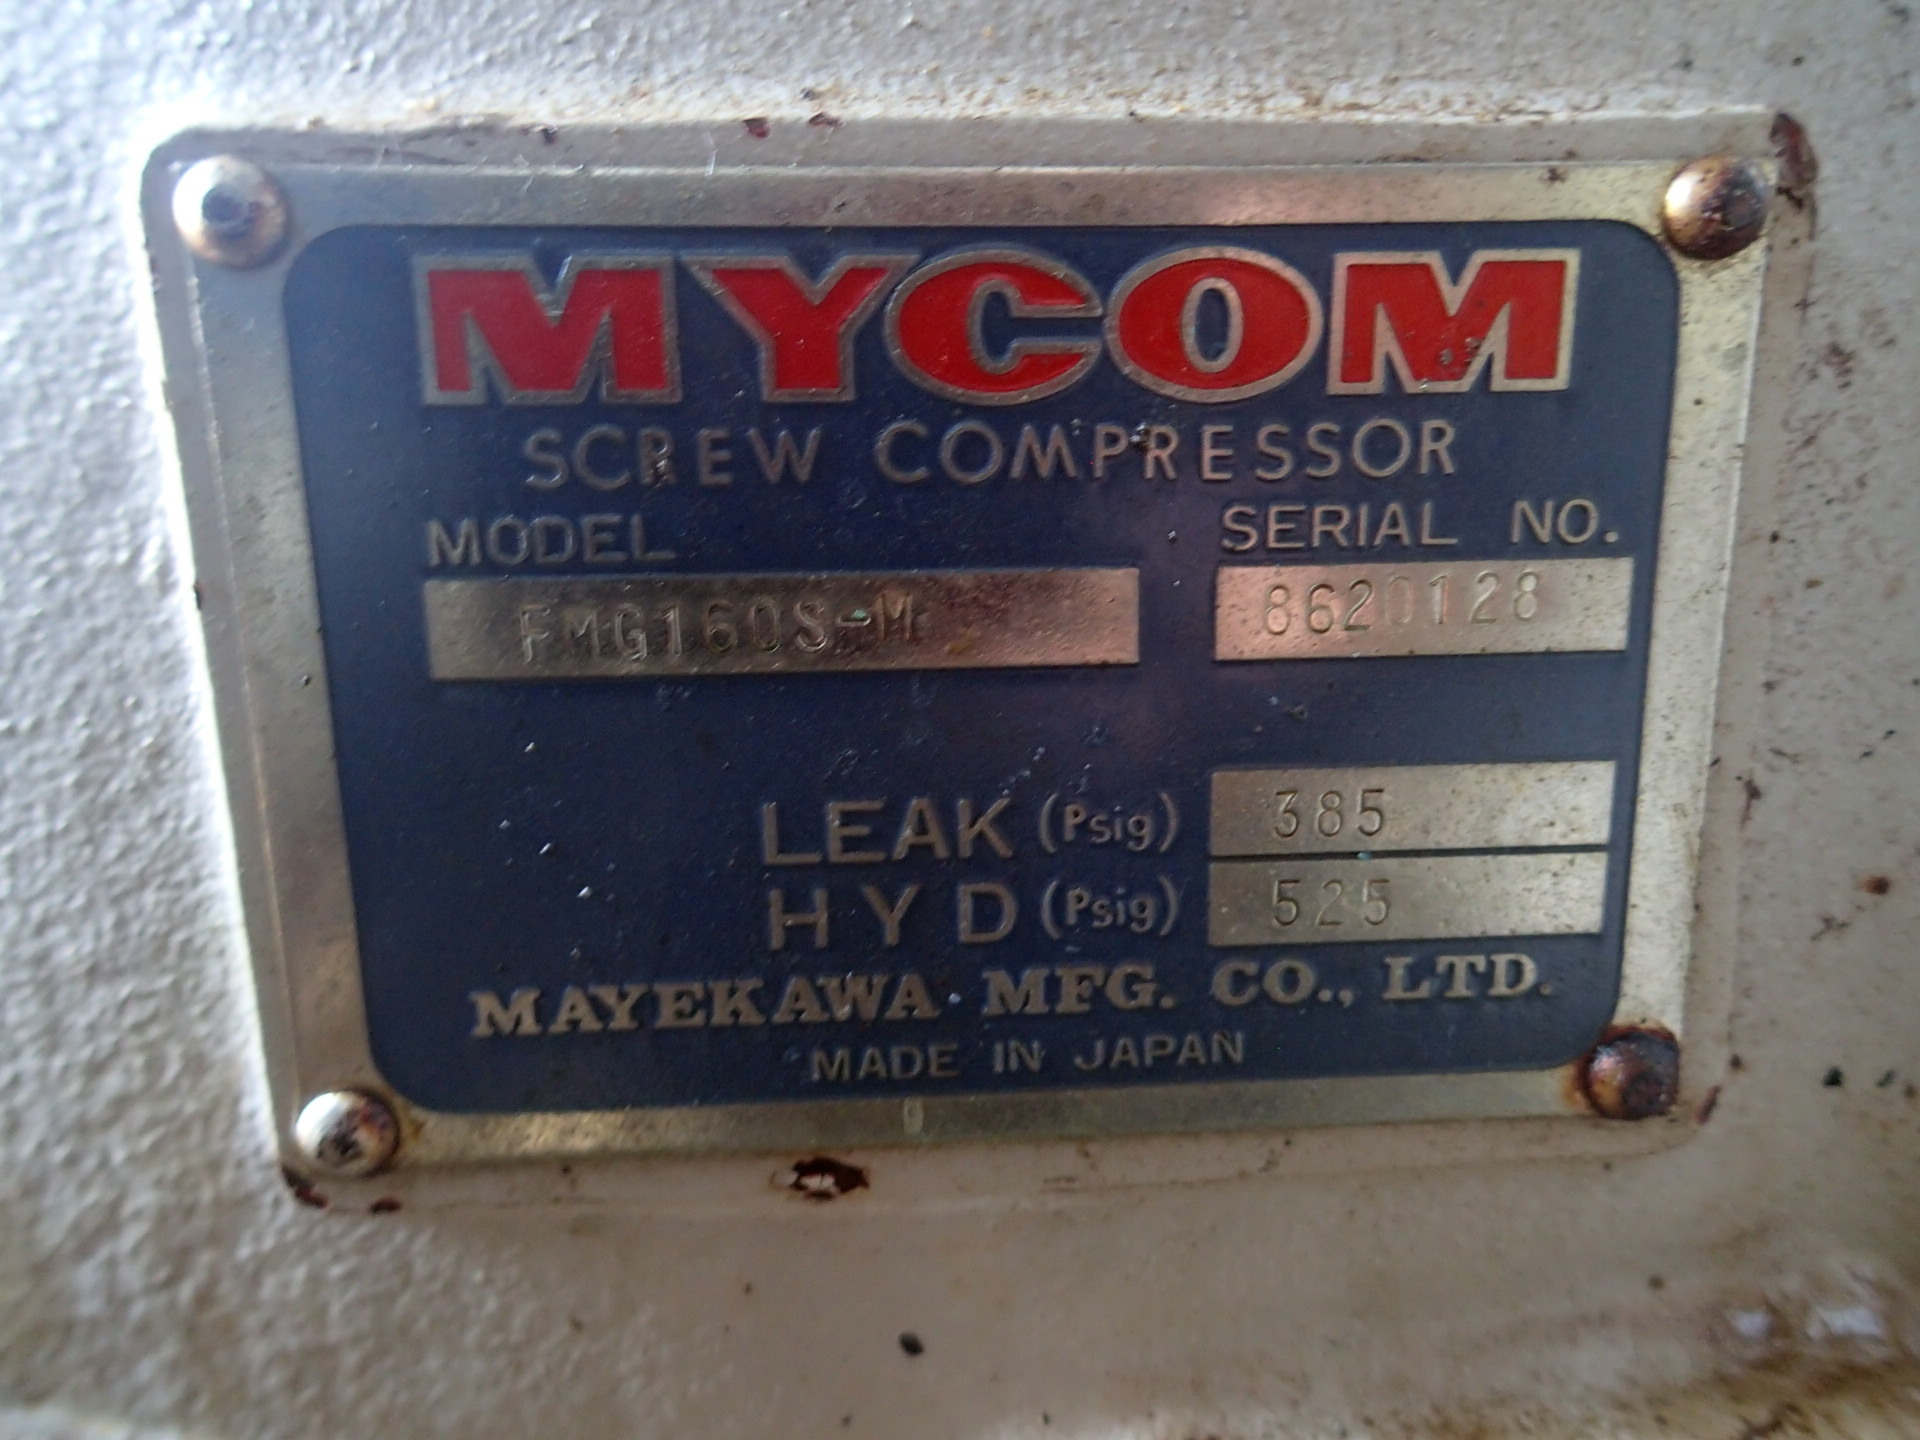 MYCOM
SCREW COMPRESSOR
MODEL SERIAL NO.
FMG160S-M 8620128
LEAK (Psig) 385
HYD (Psig) 525
MAYEKAWA MFG. CO., LTD.
MADE IN JAPAN